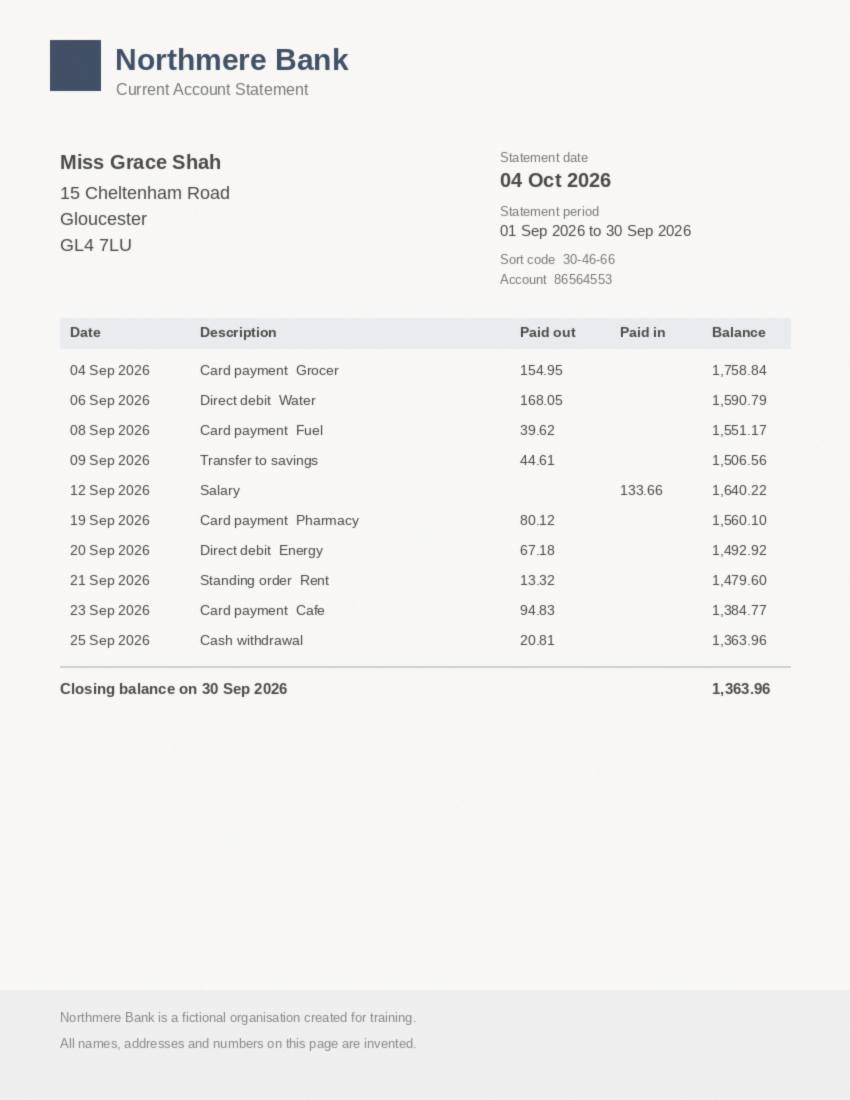 Northmere Bank
Current Account Statement
Miss Grace Shah
15 Cheltenham Road
Gloucester
GL4 7LU
Statement date
04 Oct 2026
Statement period
01 Sep 2026 to 30 Sep 2026
Sort code 30-46-66
Account 86564553
Date Description Paid out Paid in Balance
04 Sep 2026 Card payment Grocer 154.95 1,758.84
06 Sep 2026 Direct debit Water 168.05 1,590.79
08 Sep 2026 Card payment Fuel 39.62 1,551.17
09 Sep 2026 Transfer to savings 44.61 1,506.56
12 Sep 2026 Salary 133.66 1,640.22
19 Sep 2026 Card payment Pharmacy 80.12 1,560.10
20 Sep 2026 Direct debit Energy 67.18 1,492.92
21 Sep 2026 Standing order Rent 13.32 1,479.60
23 Sep 2026 Card payment Cafe 94.83 1,384.77
25 Sep 2026 Cash withdrawal 20.81 1,363.96
Closing balance on 30 Sep 2026 1,363.96
Northmere Bank is a fictional organisation created for training.
All names, addresses and numbers on this page are invented.